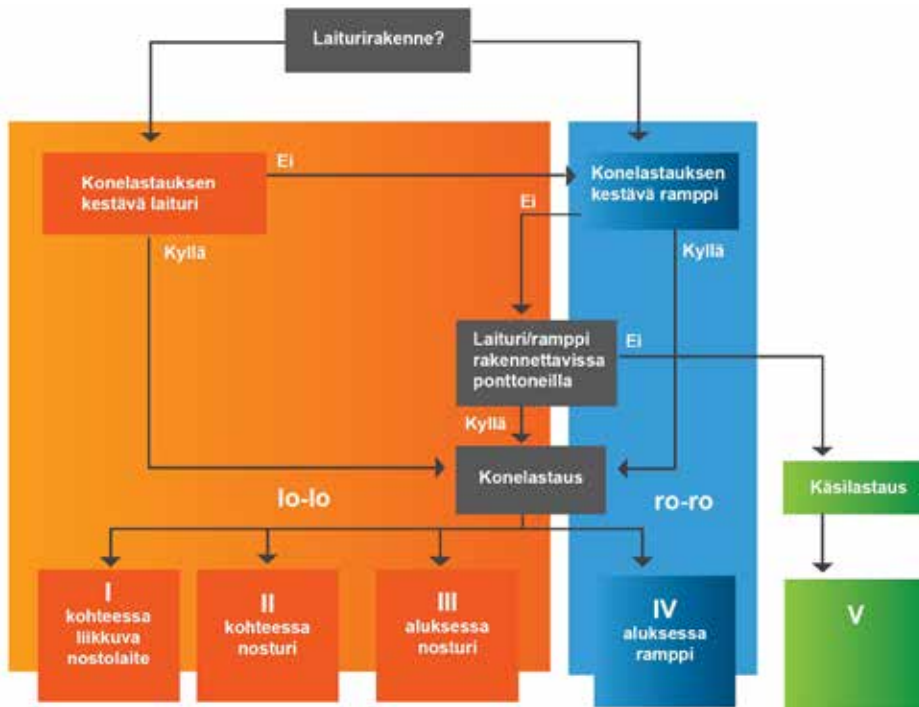 Laiturirakenne?
Konelastauksen
kestävä laituri
Ei
Konelastauksen
kestävä ramppi
Ei
Kyllä
Kyllä
Laituri/ramppi
rakennettavissa
ponttoneilla
Ei
Kyllä
Konelastaus
Käsilastaus
lo-lo
ro-ro
I
kohteessa
liikkuva
nostolaite
II
kohteessa
nosturi
III
aluksessa
nosturi
IV
aluksessa
ramppi
V